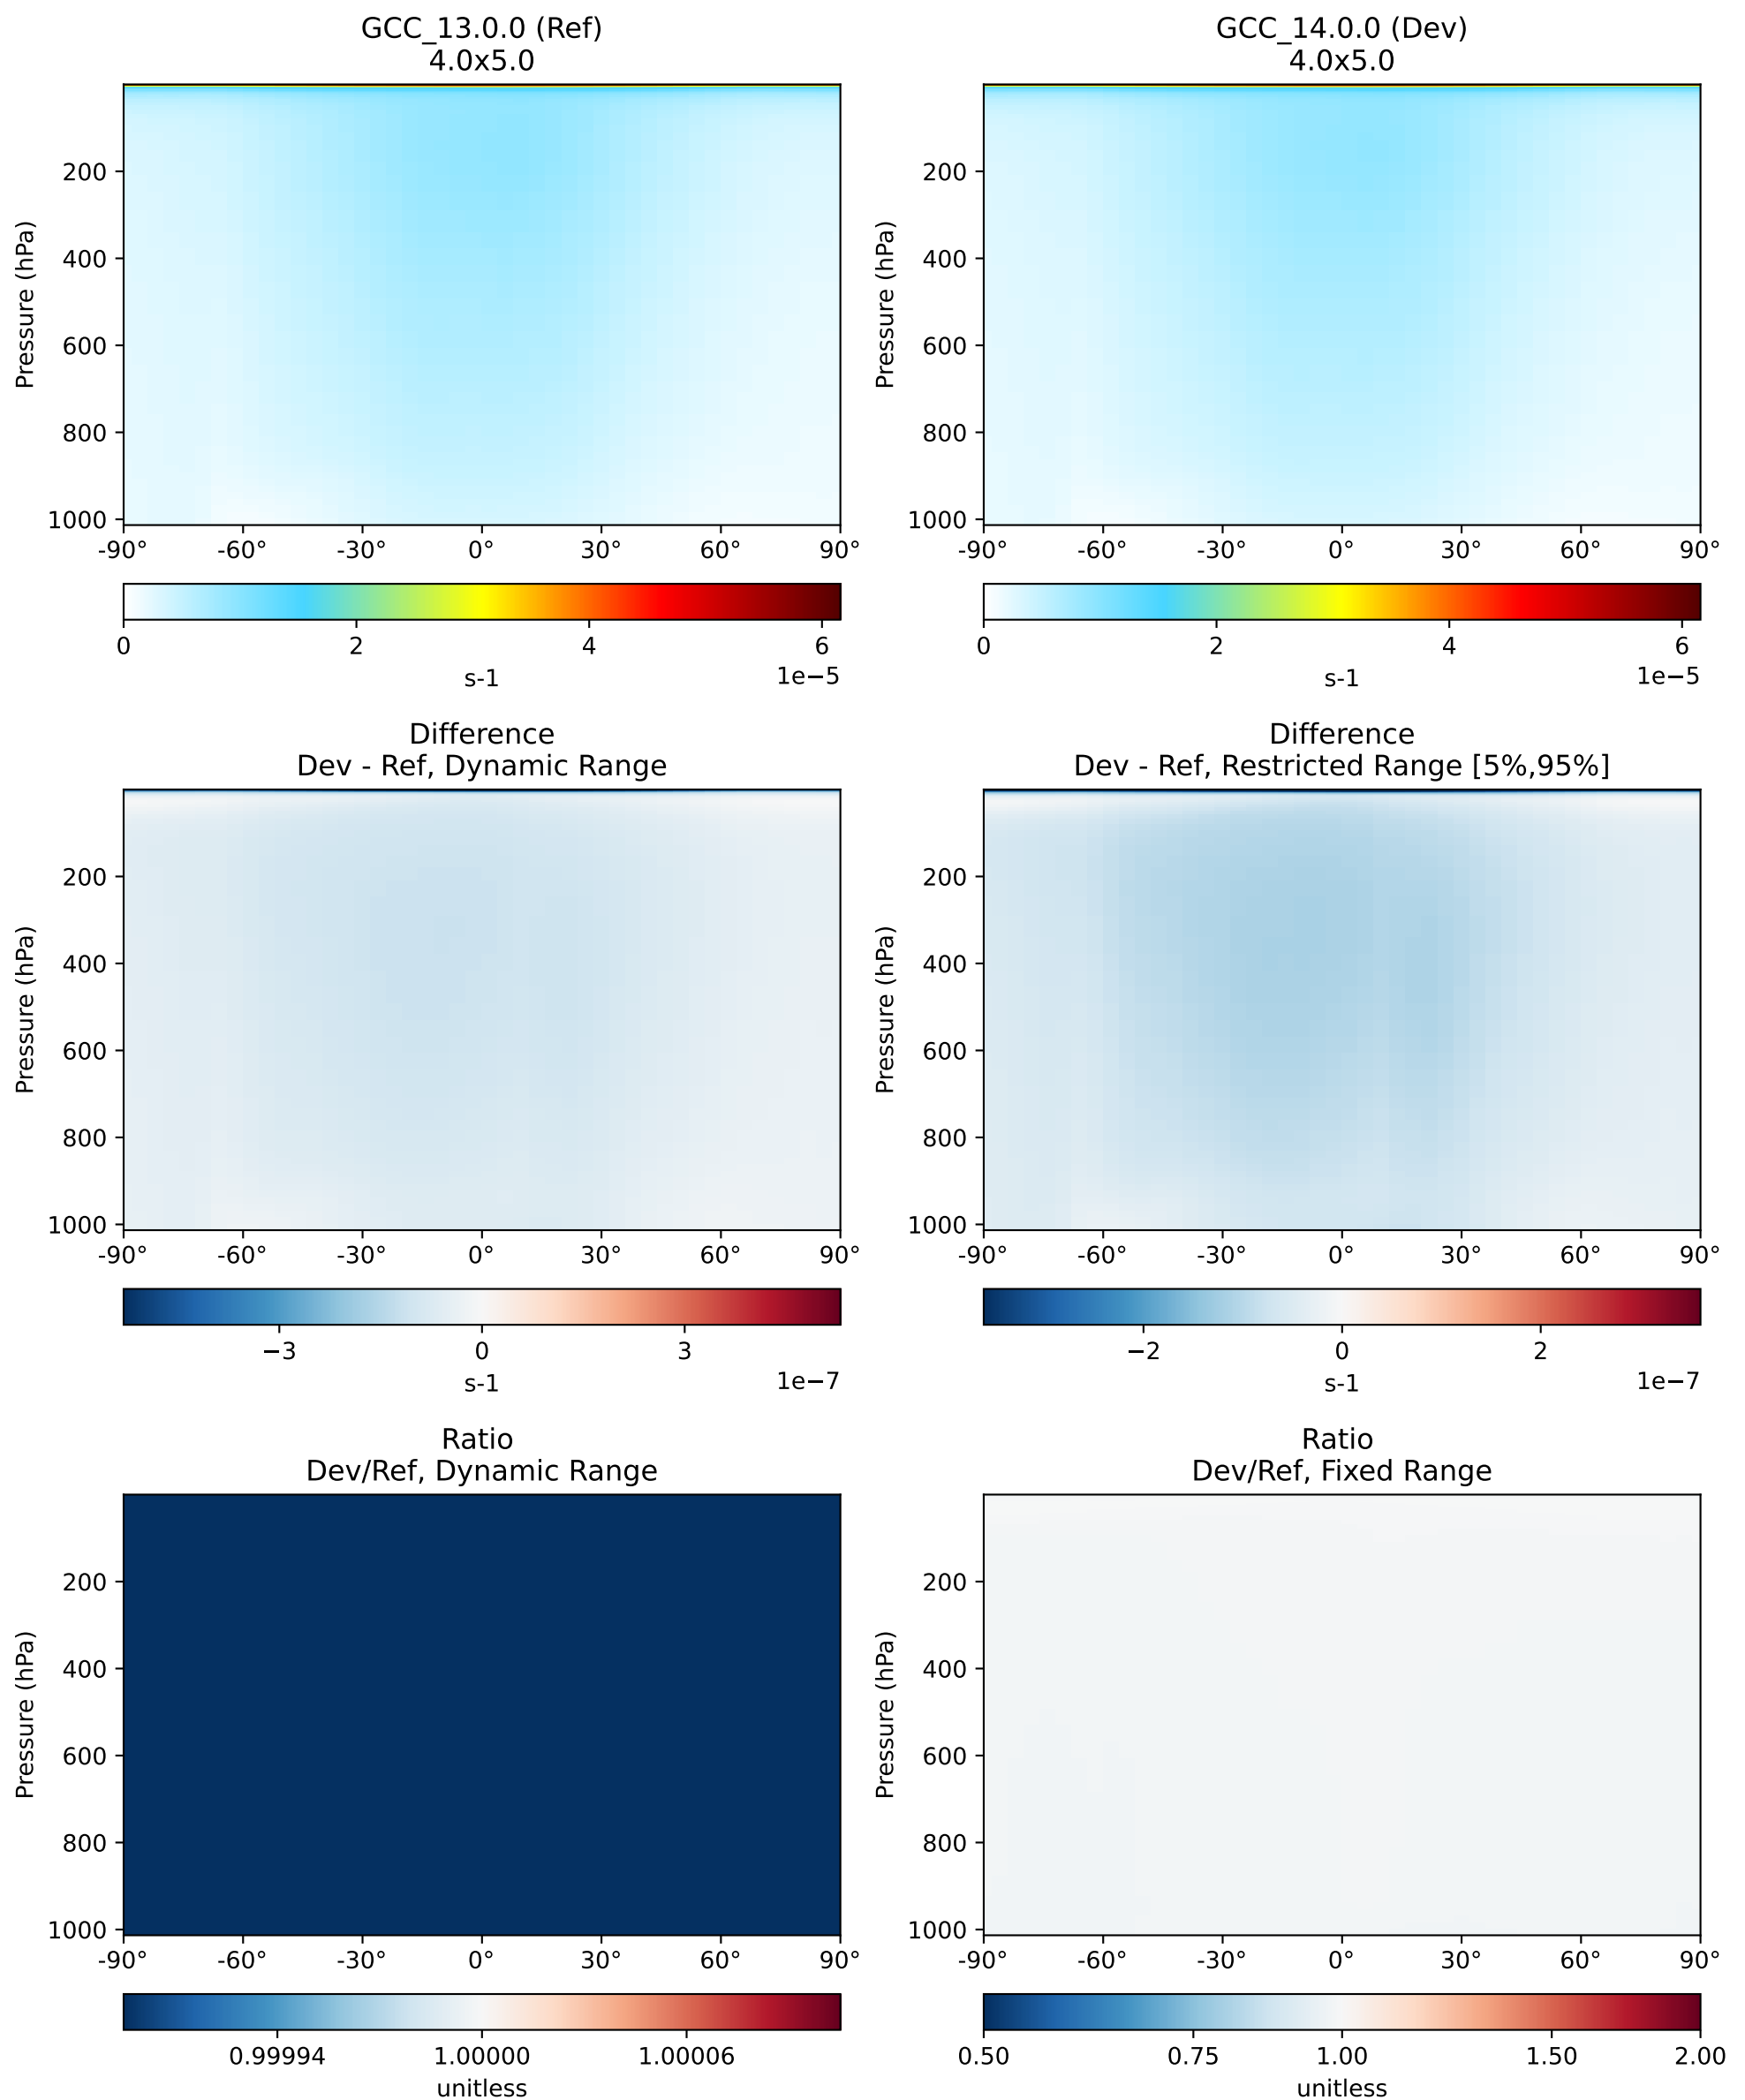 GCC_13.0.0 (Ref)
4.0x5.0
Pressure (hPa)
200
400
600
800
1000
-90° -60° -30° 0° 30° 60° 90°
0 2 4 6
s-1
1e−5
GCC_14.0.0 (Dev)
4.0x5.0
Pressure (hPa)
200
400
600
800
1000
-90° -60° -30° 0° 30° 60° 90°
0 2 4 6
s-1
1e−5
Difference
Dev - Ref, Dynamic Range
Pressure (hPa)
200
400
600
800
1000
-90° -60° -30° 0° 30° 60° 90°
−3 0 3
s-1
1e−7
Difference
Dev - Ref, Restricted Range [5%,95%]
Pressure (hPa)
200
400
600
800
1000
-90° -60° -30° 0° 30° 60° 90°
−2 0 2
s-1
1e−7
Ratio
Dev/Ref, Dynamic Range
Pressure (hPa)
200
400
600
800
1000
-90° -60° -30° 0° 30° 60° 90°
0.99994 1.00000 1.00006
unitless
Ratio
Dev/Ref, Fixed Range
Pressure (hPa)
200
400
600
800
1000
-90° -60° -30° 0° 30° 60° 90°
0.50 0.75 1.00 1.50 2.00
unitless